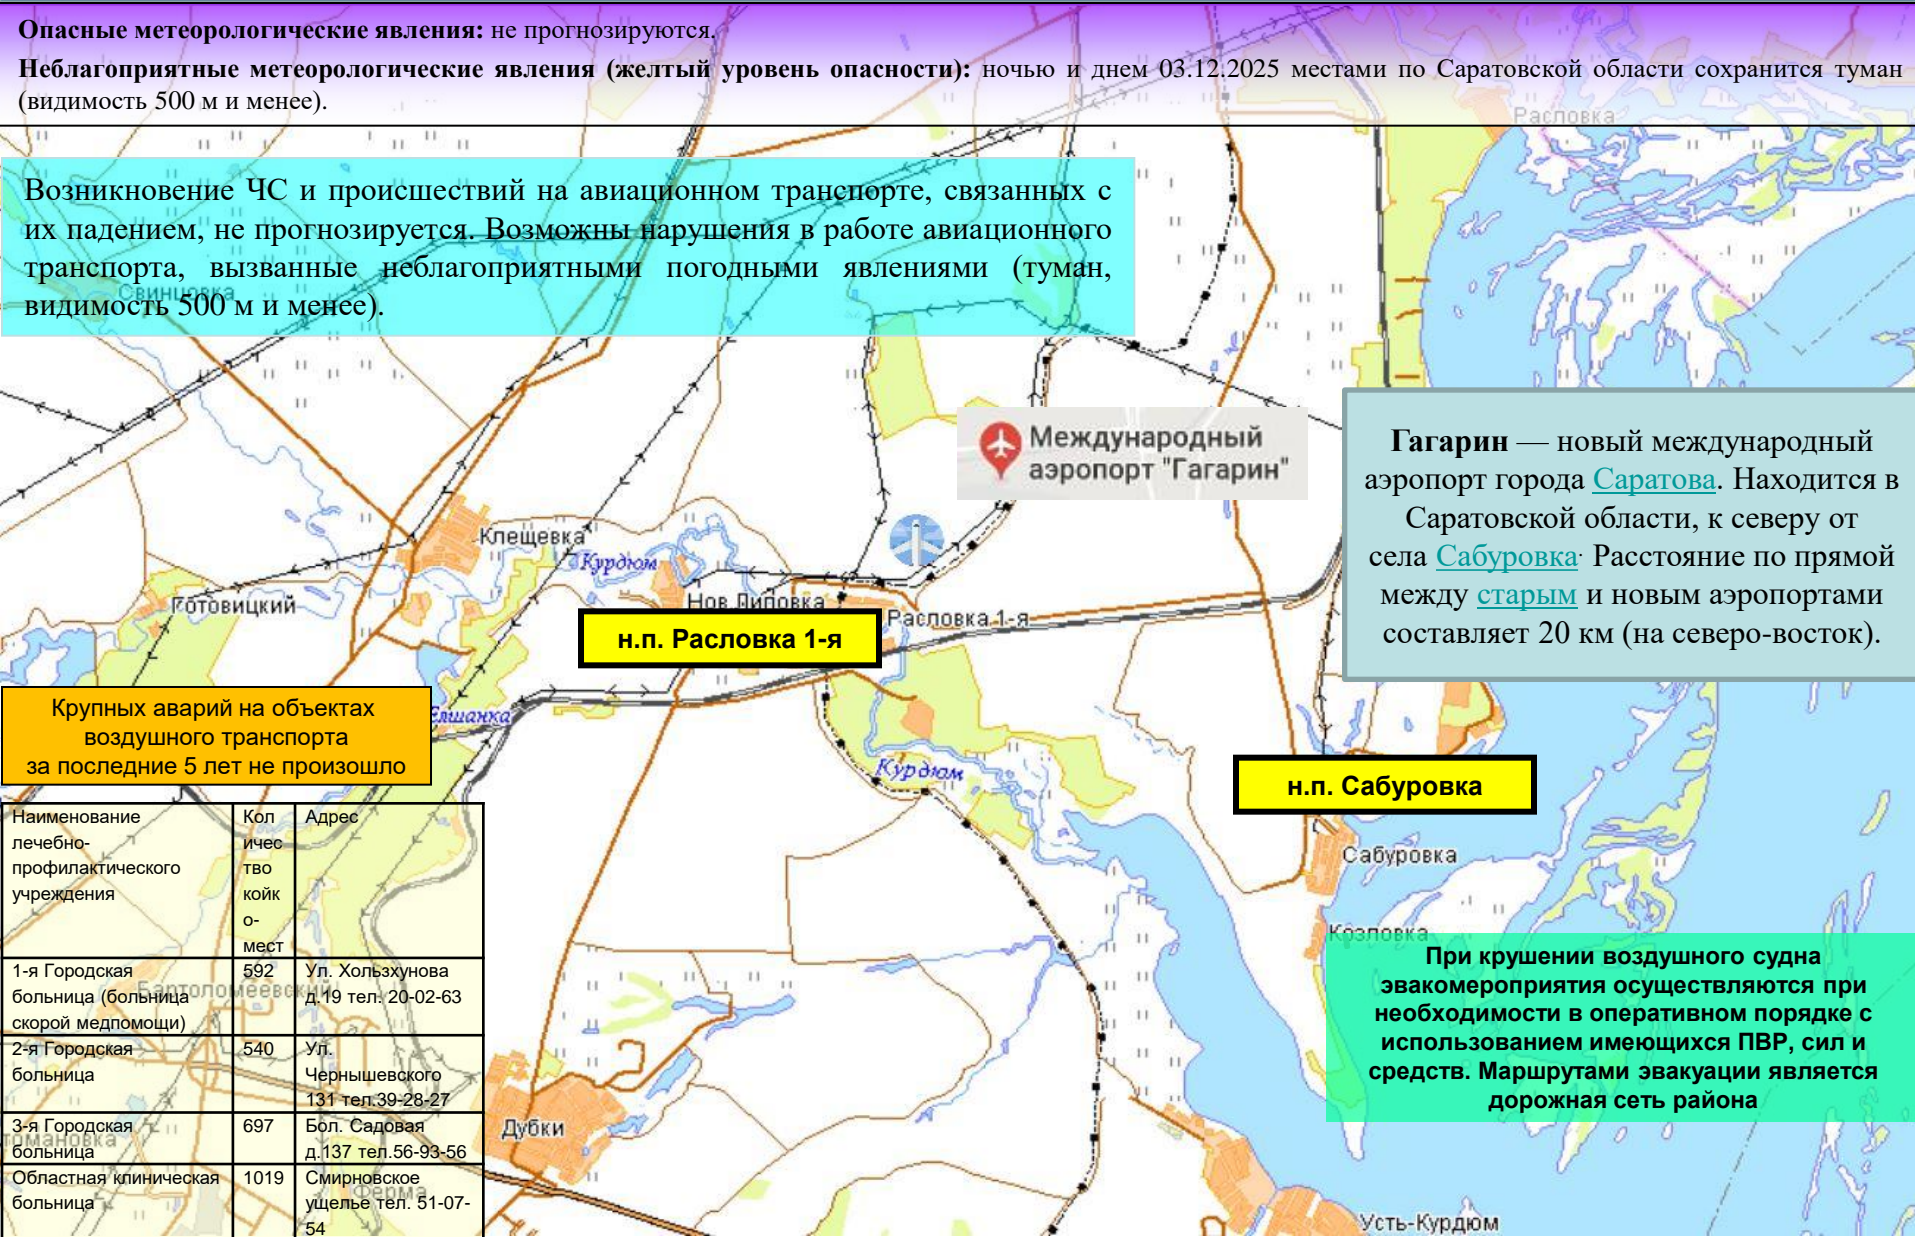 Опасные метеорологические явления: не прогнозируются.
Неблагоприятные метеорологические явления (желтый уровень опасности): ночью и днем 03.12.2025 местами по Саратовской области сохранится туман
(видимость 500 м и менее).
Расловка
Возникновение ЧС и происшествий на авиационном транспорте, связанных с
их падением, не прогнозируется. Возможны нарушения в работе авиационного
транспорта, вызванные неблагоприятными погодными явлениями (туман,
видимость 500 м и менее).
Свинцовка
Международный
аэропорт "Гагарин"
Гагарин — новый международный
аэропорт города Саратова. Находится в
Саратовской области, к северу от
села Сабуровка. Расстояние по прямой
между старым и новым аэропортами
составляет 20 км (на северо-восток).
Клещевка
Курдюм
Готовицкий
Нов.Липовка
Расловка 1-я
н.п. Расловка 1-я
Елшанка
Крупных аварий на объектах
воздушного транспорта
за последние 5 лет не произошло
Курдюм
н.п. Сабуровка
Сабуровка
Козловка
Наименование
лечебно-
профилактического
учреждения
Кол
ичес
тво
койк
о-
мест
Адрес
1-я Городская
больница (больница
скорой медпомощи)
592
Ул. Хользхунова
д.19 тел. 20-02-63
Бартоломеевский
2-я Городская
больница
540
Ул.
Чернышевского
131 тел.39-28-27
3-я Городская
больница
697
Бол. Садовая
д.137 тел.56-93-56
Областная клиническая
больница
1019
Смирновское
ущелье тел. 51-07-
54
Ферма
Дубки
При крушении воздушного судна
эвакомероприятия осуществляются при
необходимости в оперативном порядке с
использованием имеющихся ПВР, сил и
средств. Маршрутами эвакуации является
дорожная сеть района
Усть-Курдюм